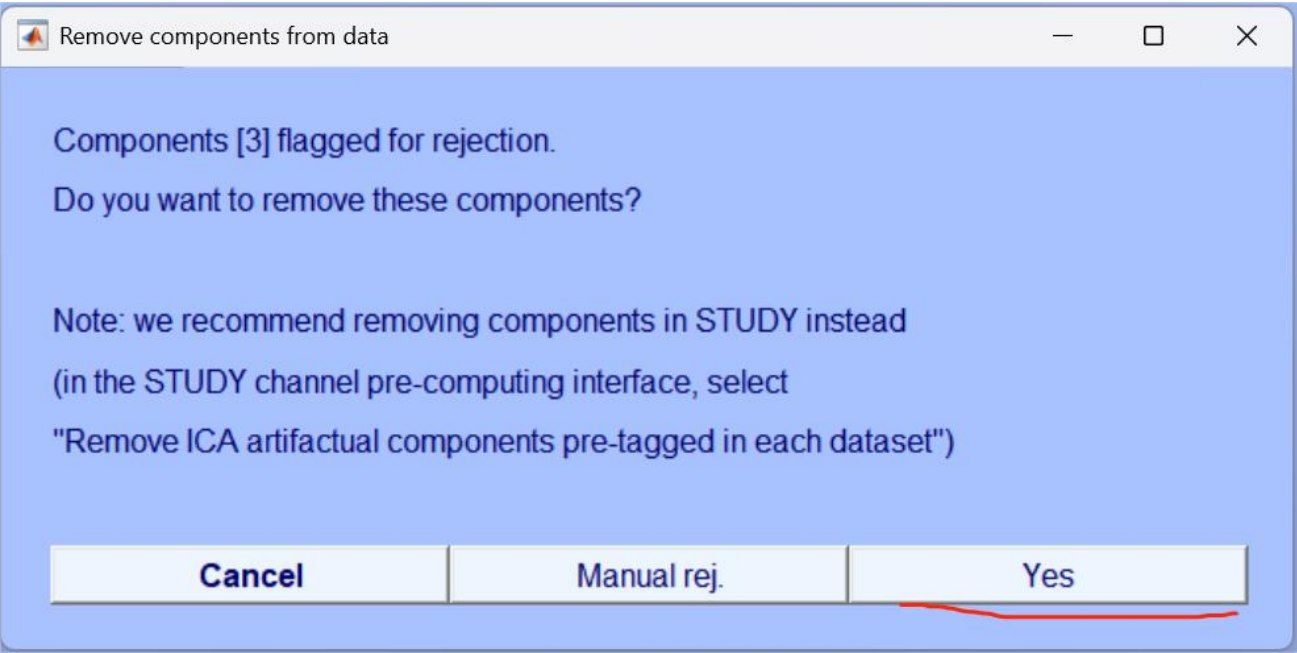 Remove components from data
Components [3] flagged for rejection.
Do you want to remove these components?
Note: we recommend removing components in STUDY instead
(in the STUDY channel pre-computing interface, select
"Remove ICA artifactual components pre-tagged in each dataset")
Cancel Manual rej. Yes